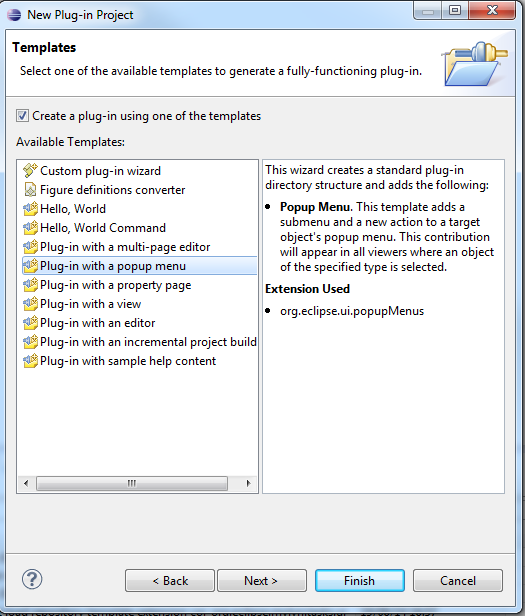 New Plug-in Project
Templates
Select one of the available templates to generate a fully-functioning plug-in.
Create a plug-in using one of the templates
Available Templates:
Custom plug-in wizard
Figure definitions converter
Hello, World
Hello, World Command
Plug-in with a multi-page editor
Plug-in with a popup menu
Plug-in with a property page
Plug-in with a view
Plug-in with an editor
Plug-in with an incremental project build
Plug-in with sample help content
This wizard creates a standard plug-in
directory structure and adds the following:
• Popup Menu. This template adds a
submenu and a new action to a target
object's popup menu. This contribution
will appear in all viewers where an object
of the specified type is selected.
Extension Used
• org.eclipse.ui.popupMenus
?
< Back
Next >
Finish
Cancel